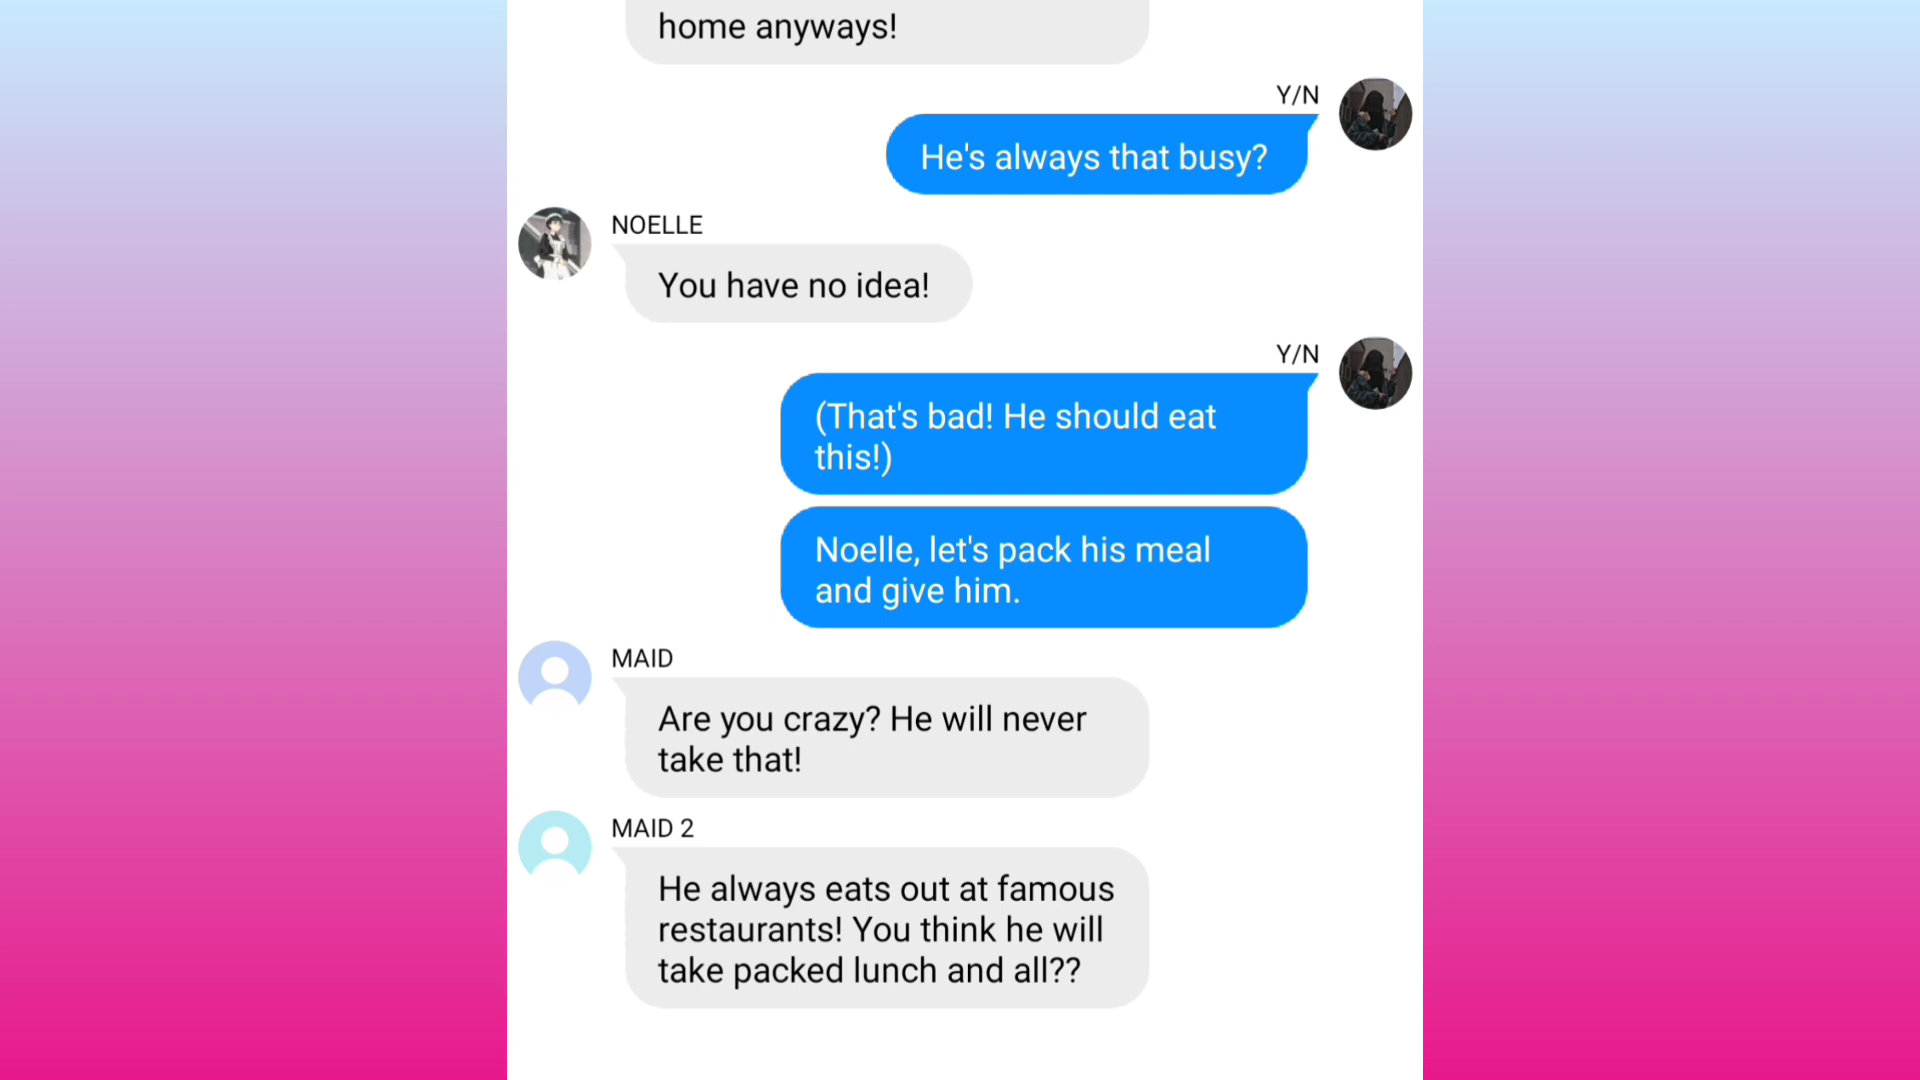 home anyways!
Y/N
He's always that busy?
NOELLE
You have no idea!
Y/N
(That's bad! He should eat
this!)
Noelle, let's pack his meal
and give him.
MAID
Are you crazy? He will never
take that!
MAID 2
He always eats out at famous
restaurants! You think he will
take packed lunch and all??